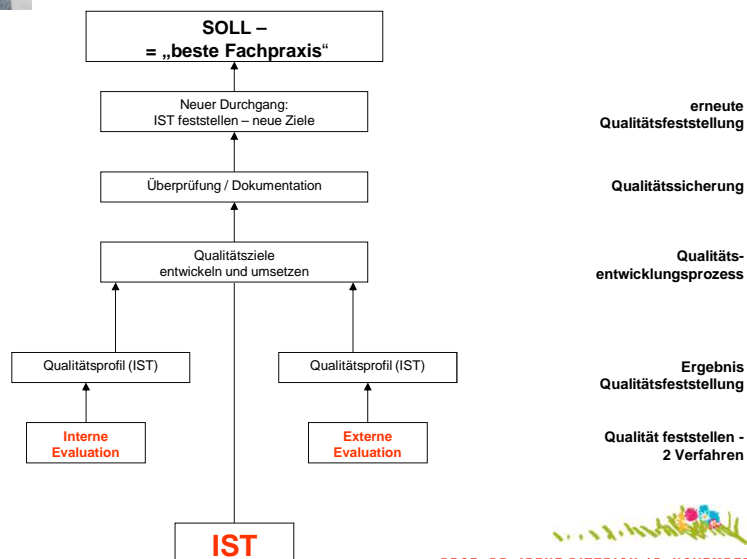 SOLL –
= „beste Fachpraxis“
Neuer Durchgang:
IST feststellen – neue Ziele
erneute
Qualitätsfeststellung
Überprüfung / Dokumentation
Qualitätssicherung
Qualitätsziele
entwickeln und umsetzen
Qualitäts-
entwicklungsprozess
Qualitätsprofil (IST)
Qualitätsprofil (IST)
Ergebnis
Qualitätsfeststellung
Interne
Evaluation
Externe
Evaluation
Qualität feststellen -
2 Verfahren
IST